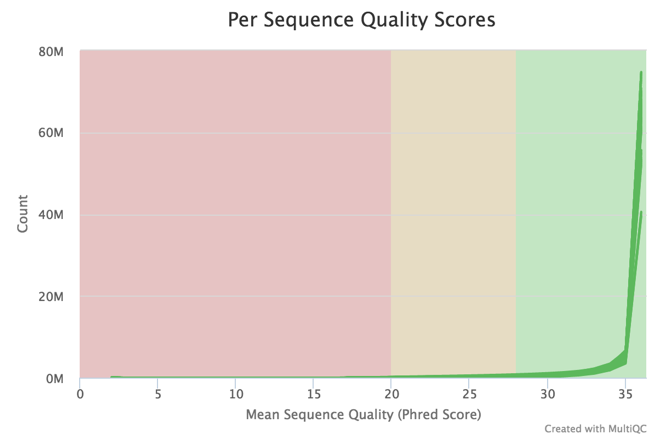 Per Sequence Quality Scores
80M
60M
40M
20M
0M
Count
0 5 10 15 20 25 30 35
Mean Sequence Quality (Phred Score)
Created with MultiQC